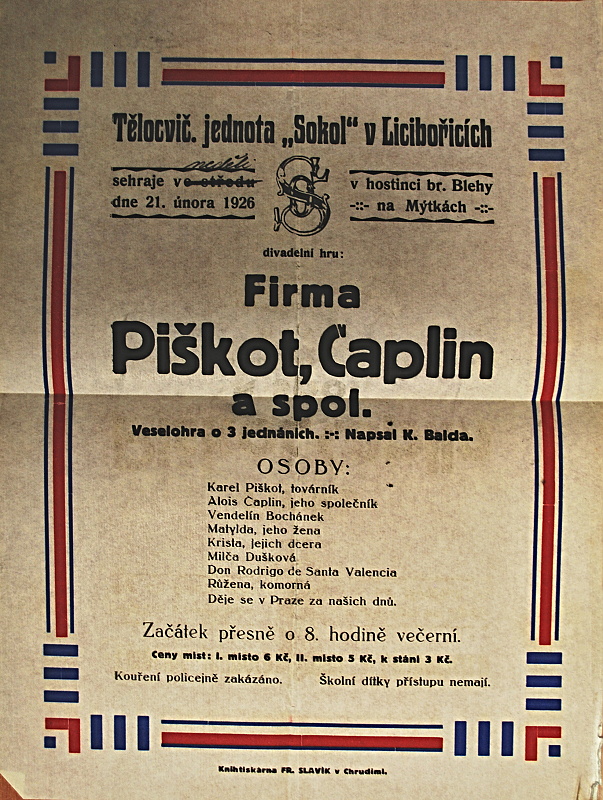 Tělocvič. jednota „Sokol“ v Licibořicích
neděli
sehraje ve středu
dne 21. února 1926
S
v hostinci br. Blehy
-::- na Mýtkách -::-
divadelní hru:
Firma
Piškot, Čaplin
a spol.
Veselohra o 3 jednáních. :-: Napsal K. Balda.
OSOBY:
Karel Piškot, továrník
Alois Čaplin, jeho společník
Vendelín Bochánek
Matylda, jeho žena
Krista, jejich dcera
Milča Dušková
Don Rodrigo de Santa Valencia
Růžena, komorná
Děje se v Praze za našich dnů.
Začátek přesně o 8. hodině večerní.
Ceny míst: I. místo 6 Kč, II. místo 5 Kč, k stání 3 Kč.
Kouření policejně zakázáno. Školní dítky přístupu nemají.
Knihtiskárna FR. SLAVÍK v Chrudimi.